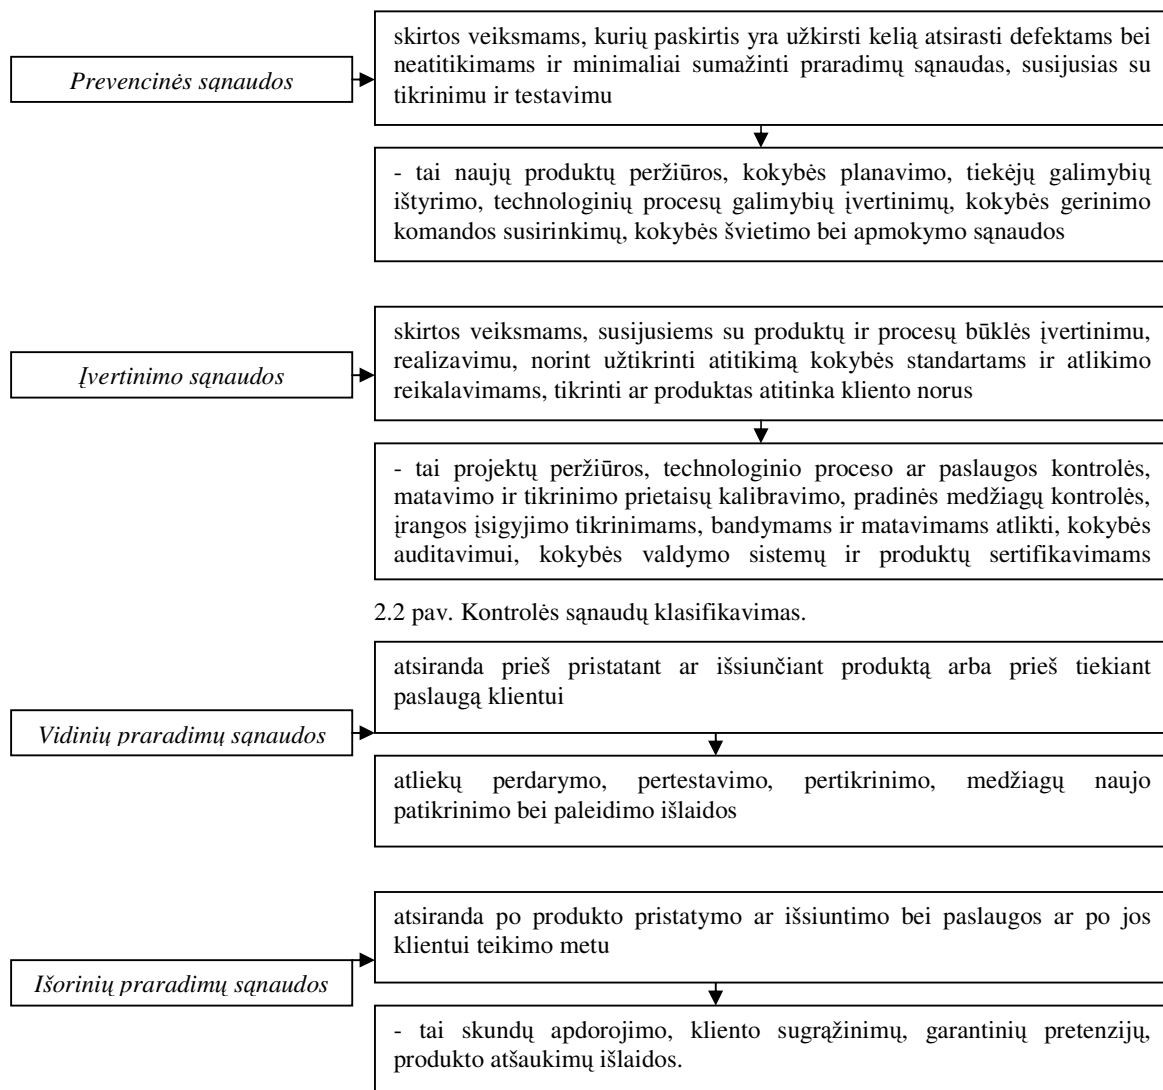 Prevencinės sąnaudos
skirtos veiksmams, kurių paskirtis yra užkirsti kelią atsirasti defektams bei
neatitikimams ir minimaliai sumažinti praradimų sąnaudas, susijusias su
tikrinimu ir testavimu
- tai naujų produktų peržiūros, kokybės planavimo, tiekėjų galimybių
ištyrimo, technologinių procesų galimybių įvertinimų, kokybės gerinimo
komandos susirinkimų, kokybės švietimo bei apmokymo sąnaudos
Įvertinimo sąnaudos
skirtos veiksmams, susijusiems su produktų ir procesų būklės įvertinimu,
realizavimu, norint užtikrinti atitikimą kokybės standartams ir atlikimo
reikalavimams, tikrinti ar produktas atitinka kliento norus
- tai projektų peržiūros, technologinio proceso ar paslaugos kontrolės,
matavimo ir tikrinimo prietaisų kalibravimo, pradinės medžiagų kontrolės,
įrangos įsigyjimo tikrinimams, bandymams ir matavimams atlikti, kokybės
auditavimui, kokybės valdymo sistemų ir produktų sertifikavimams
2.2 pav. Kontrolės sąnaudų klasifikavimas.
Vidinių praradimų sąnaudos
atsiranda prieš pristatant ar išsiunčiant produktą arba prieš tiekiant
paslaugą klientui
atliekų perdarymo, pertestavimo, pertikrinimo, medžiagų naujo
patikrinimo bei paleidimo išlaidos
Išorinių praradimų sąnaudos
atsiranda po produkto pristatymo ar išsiuntimo bei paslaugos ar po jos
klientui teikimo metu
- tai skundų apdorojimo, kliento sugrąžinimų, garantinių pretenzijų,
produkto atšaukimų išlaidos.